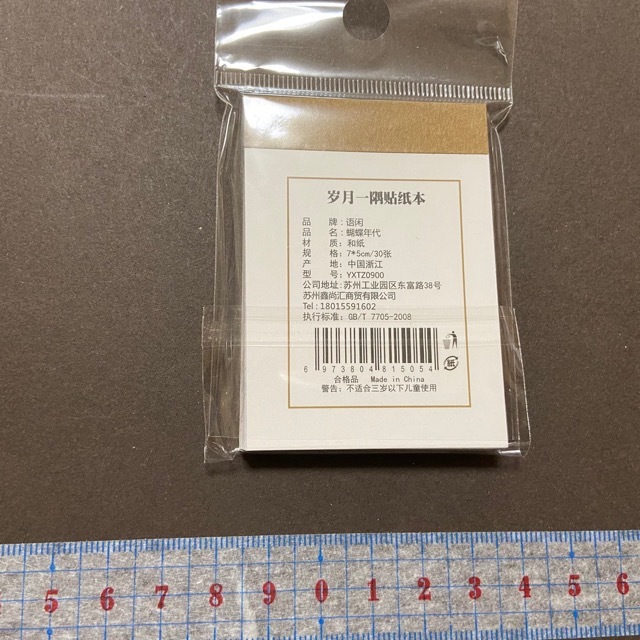 岁月一隅贴纸本
品　牌：语闲
品　名：蝴蝶年代
材　质：和纸
规　格：7*5cm/30张
产　地：中国浙江
型　号：YXTZ0900
公司地址：苏州工业园区东富路38号
苏州鑫尚汇商贸有限公司
Tel：18015591602
执行标准：GB/T 7705-2008
6 973804 815054
紙
合格品　Made in China
警告：不适合三岁以下儿童使用
5 6 7 8 9 0 1 2 3 4 5 6